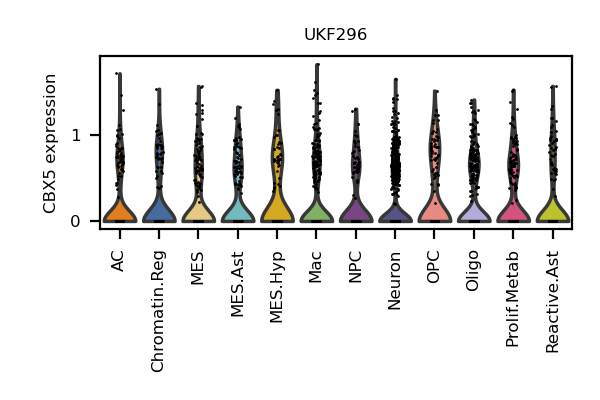 UKF296
CBX5 expression
1
0
AC
Chromatin.Reg
MES
MES.Ast
MES.Hyp
Mac
NPC
Neuron
OPC
Oligo
Prolif.Metab
Reactive.Ast